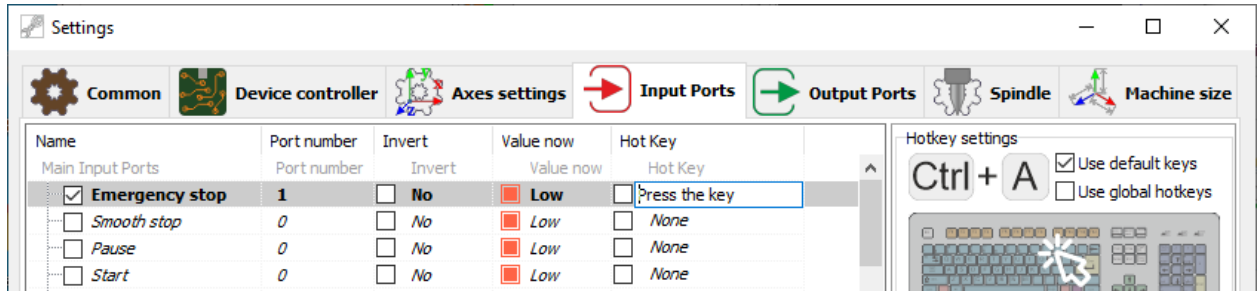 Settings
Common Device controller Axes settings Input Ports Output Ports Spindle Machine size
Name Port number Invert Value now Hot Key Hotkey settings
Main Input Ports Port number Invert Value now Hot Key
Ctrl + A Use default keys
Emergency stop 1 No Low Press the key Use global hotkeys
Smooth stop 0 No Low None
Pause 0 No Low None
Start 0 No Low None